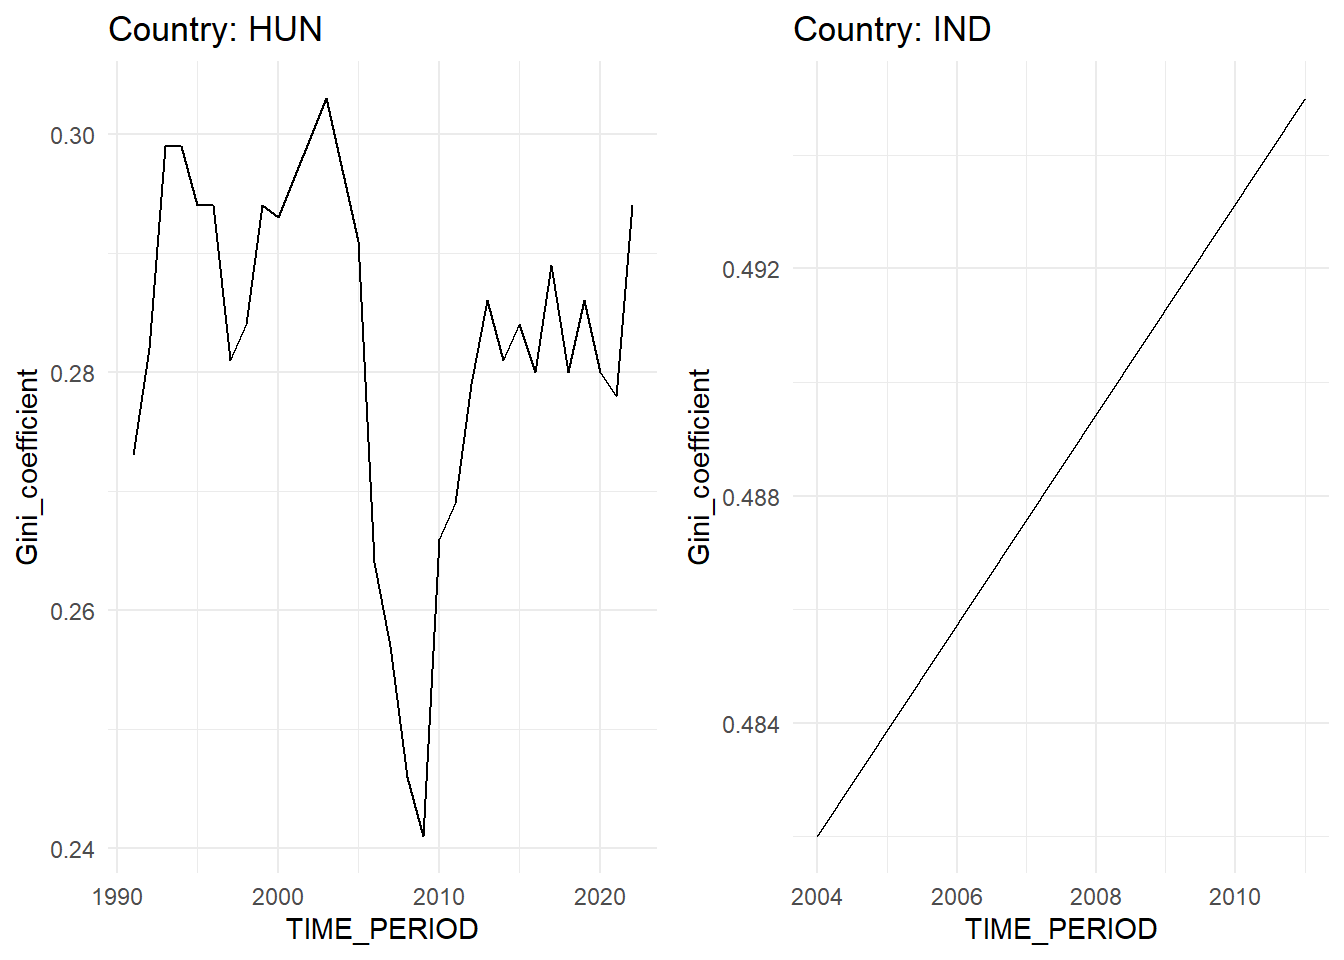 Country: HUN
Gini_coefficient
0.30
0.28
0.26
0.24
1990 2000 2010 2020
TIME_PERIOD
Country: IND
Gini_coefficient
0.492
0.488
0.484
2004 2006 2008 2010
TIME_PERIOD